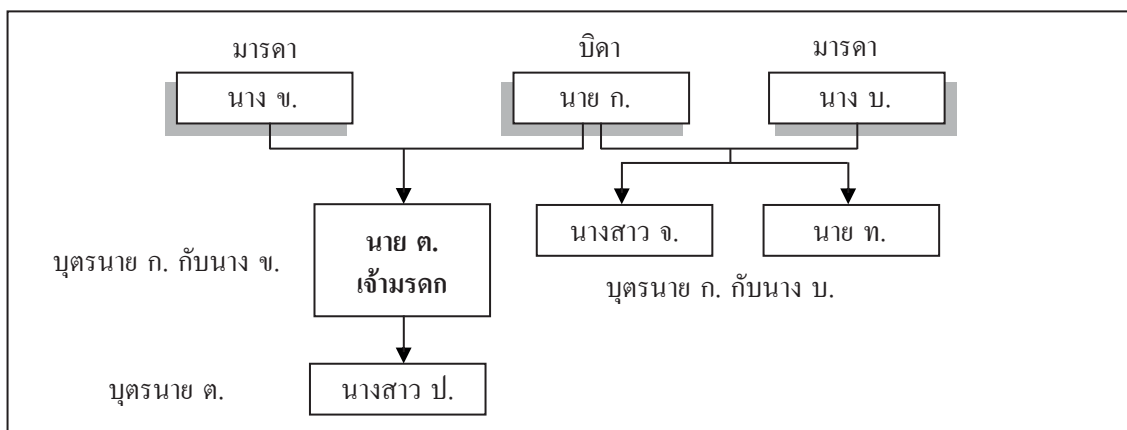 มารดา บิดา มารดา
นาง ข. นาย ก. นาง บ.
นาย ต.
เจ้ามรดก
นางสาว จ. นาย ท.
บุตรนาย ก. กับนาง ข.
บุตรนาย ก. กับนาง บ.
บุตรนาย ต. นางสาว ป.